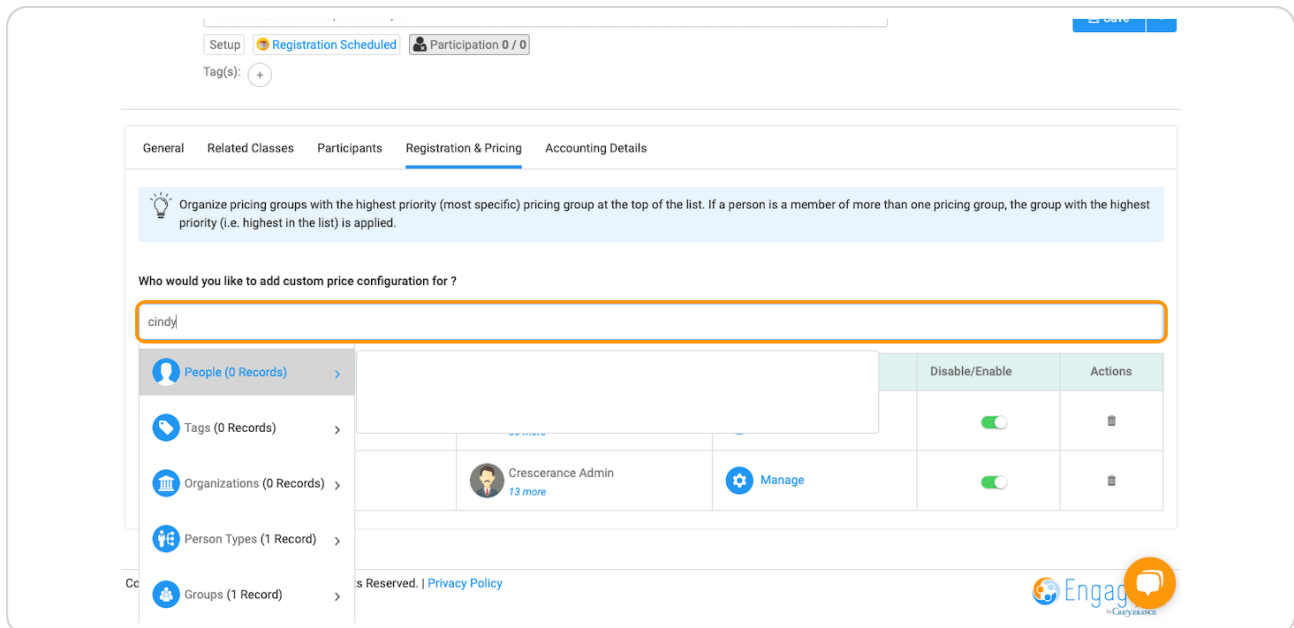 Save
Setup
Registration Scheduled
Participation 0 / 0
Tag(s):
+
General
Related Classes
Participants
Registration & Pricing
Accounting Details
Organize pricing groups with the highest priority (most specific) pricing group at the top of the list. If a person is a member of more than one pricing group, the group with the highest
priority (i.e. highest in the list) is applied.
Who would you like to add custom price configuration for ?
cindy
People (0 Records)
Disable/Enable
Actions
Tags (0 Records)
Crescerance Admin
13 more
Manage
Organizations (0 Records)
Person Types (1 Record)
Groups (1 Record)
Reserved. | Privacy Policy
by CRESCERANCE